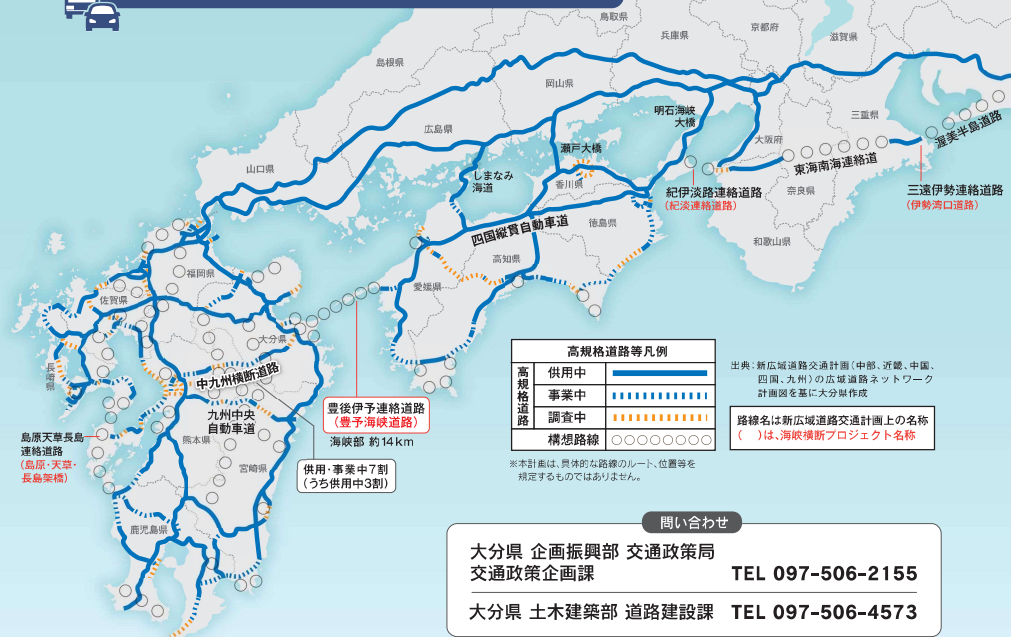 鳥取県
兵庫県
京都府
滋賀県
島根県
岡山県
明石海峡
大橋
三重県
渥美半島道路
広島県
大阪府
山口県
瀬戸大橋
東海南海連絡道
しまなみ
海道
香川県
紀伊淡路連絡道路
(紀淡連絡道路)
奈良県
三遠伊勢連絡道路
(伊勢湾口道路)
徳島県
四国縦貫自動車道
和歌山県
高知県
愛媛県
福岡県
佐賀県
大分県
長崎県
中九州横断道路
九州中央
自動車道
豊後伊予連絡道路
(豊予海峡道路)
海峡部 約14km
島原天草長島
連絡道路
(島原・天草・
長島架橋)
熊本県
宮崎県
供用・事業中7割
(うち供用中3割)
鹿児島県
高規格道路等凡例
高規格道路
供用中
事業中
調査中
構想路線
※本計画は、具体的な路線のルート、位置等を
規定するものではありません。
出典:新広域道路交通計画(中部、近畿、中国、
四国、九州)の広域道路ネットワーク
計画図を基に大分県作成
路線名は新広域道路交通計画上の名称
( )は、海峡横断プロジェクト名称
問い合わせ
大分県 企画振興部 交通政策局
交通政策企画課 TEL 097-506-2155
大分県 土木建築部 道路建設課 TEL 097-506-4573